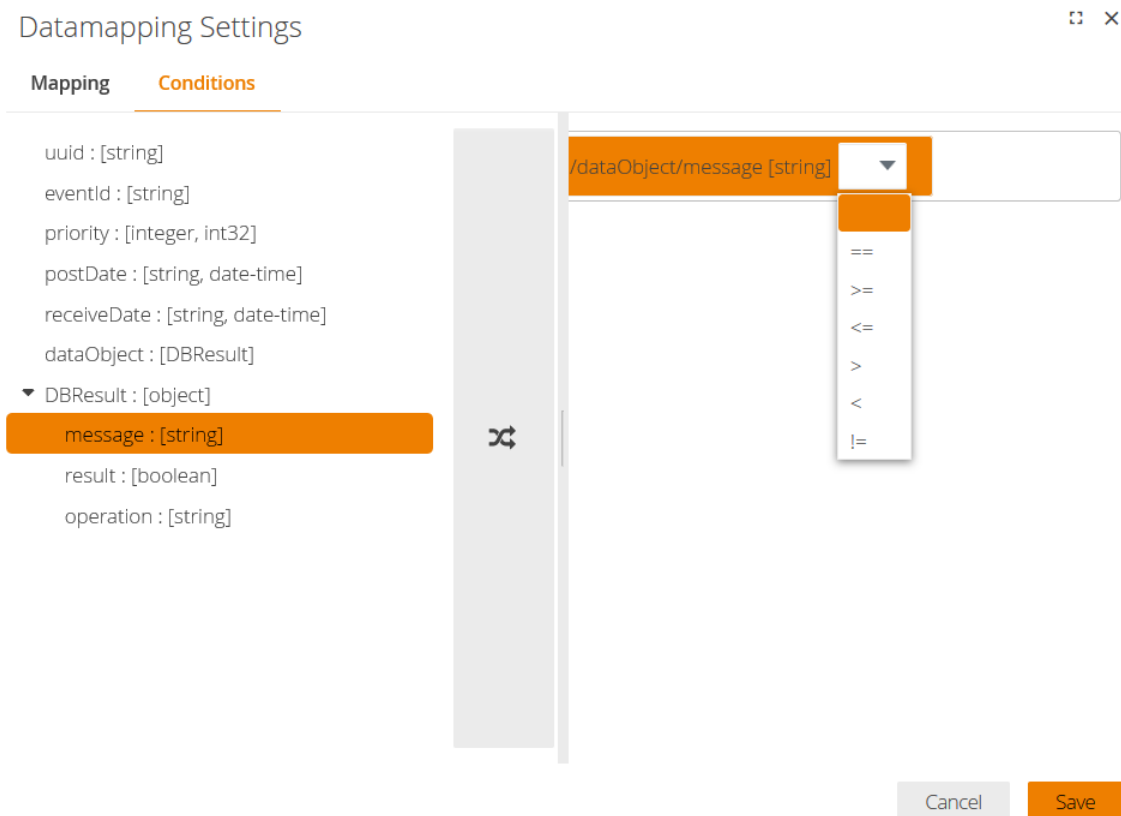 Datamapping Settings
Mapping
Conditions
uuid : [string]
eventId : [string]
priority : [integer, int32]
postDate : [string, date-time]
receiveDate : [string, date-time]
dataObject : [DBResult]
DBResult : [object]
message : [string]
result : [boolean]
operation : [string]
/dataObject/message [string]
==
>=
<=
>
<
!=
Cancel
Save